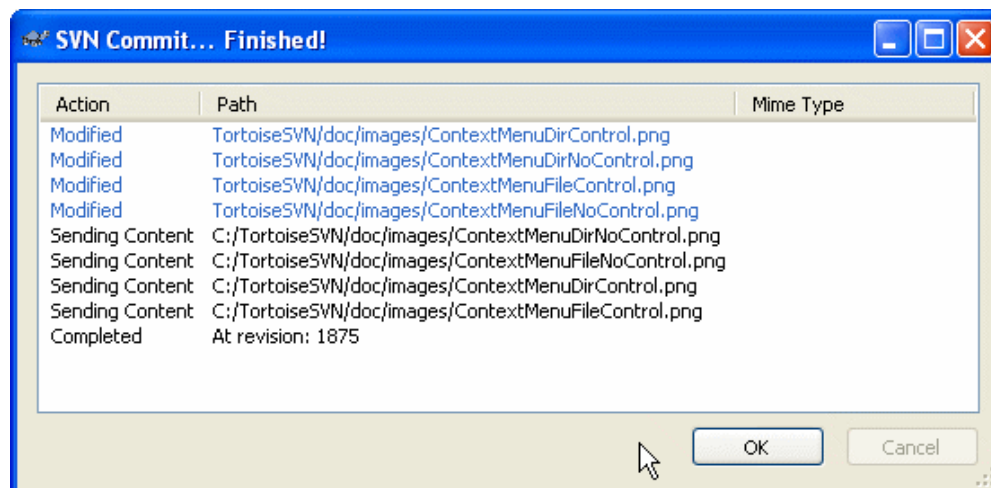 SVN Commit... Finished!
Action Path Mime Type
Modified TortoiseSVN/doc/images/ContextMenuDirControl.png
Modified TortoiseSVN/doc/images/ContextMenuDirNoControl.png
Modified TortoiseSVN/doc/images/ContextMenuFileControl.png
Modified TortoiseSVN/doc/images/ContextMenuFileNoControl.png
Sending Content C:/TortoiseSVN/doc/images/ContextMenuDirNoControl.png
Sending Content C:/TortoiseSVN/doc/images/ContextMenuFileNoControl.png
Sending Content C:/TortoiseSVN/doc/images/ContextMenuDirControl.png
Sending Content C:/TortoiseSVN/doc/images/ContextMenuFileControl.png
Completed At revision: 1875
OK Cancel